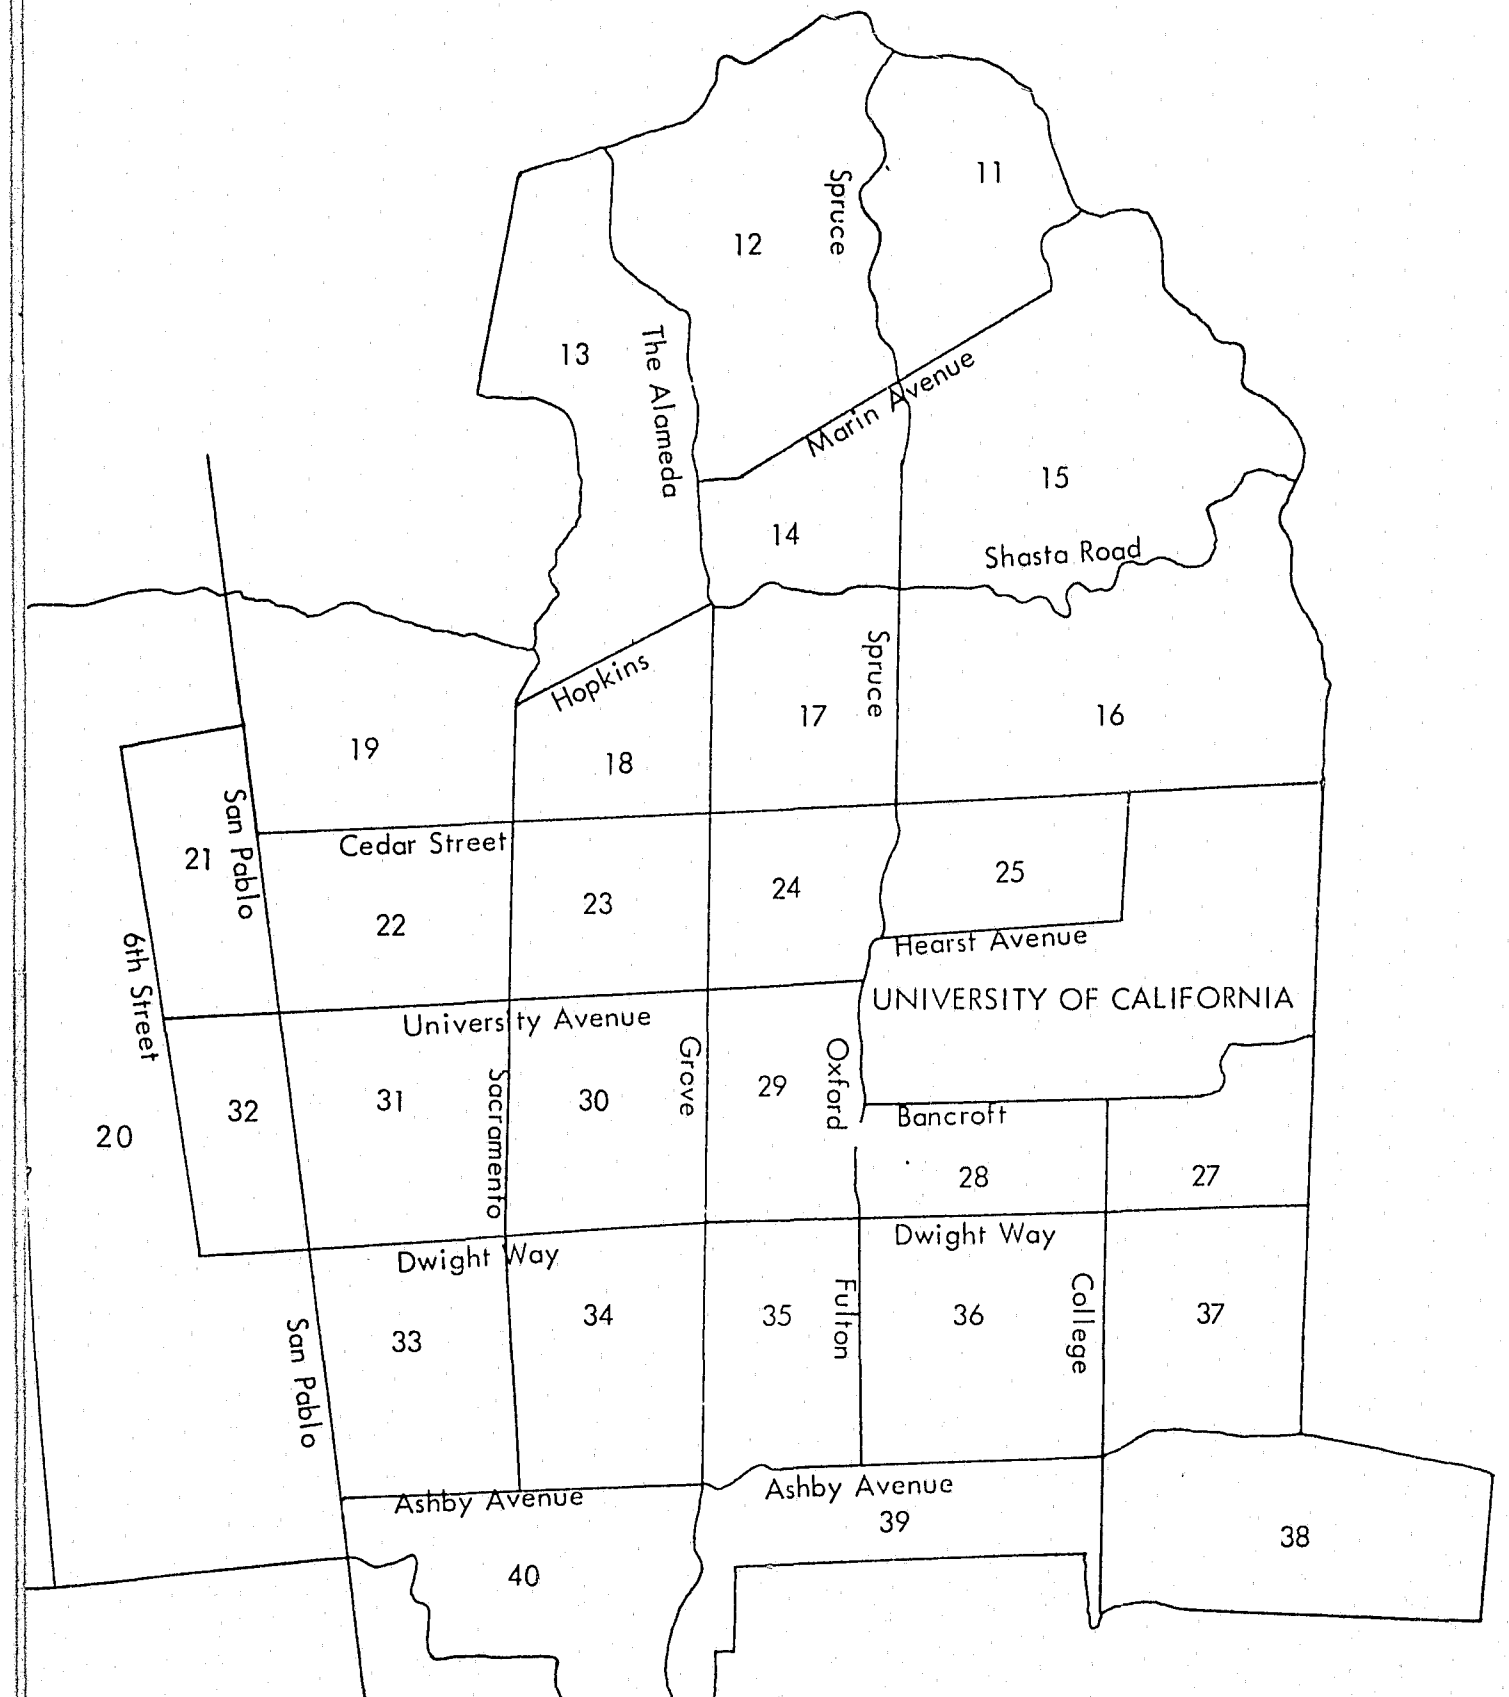 11
Spruce
12
13
The Alameda
Marin Avenue
15
14
Shasta Road
Spruce
Hopkins
17
16
19
18
San Pablo
Cedar Street
21
25
24
23
22
6th Street
Hearst Avenue
UNIVERSITY OF CALIFORNIA
University Avenue
Grove
Oxford
Sacramento
29
31
30
32
Bancroft
20
28
27
Dwight Way
Dwight Way
San Pablo
Fulton
College
34
35
36
37
33
Ashby Avenue
Ashby Avenue
39
38
40